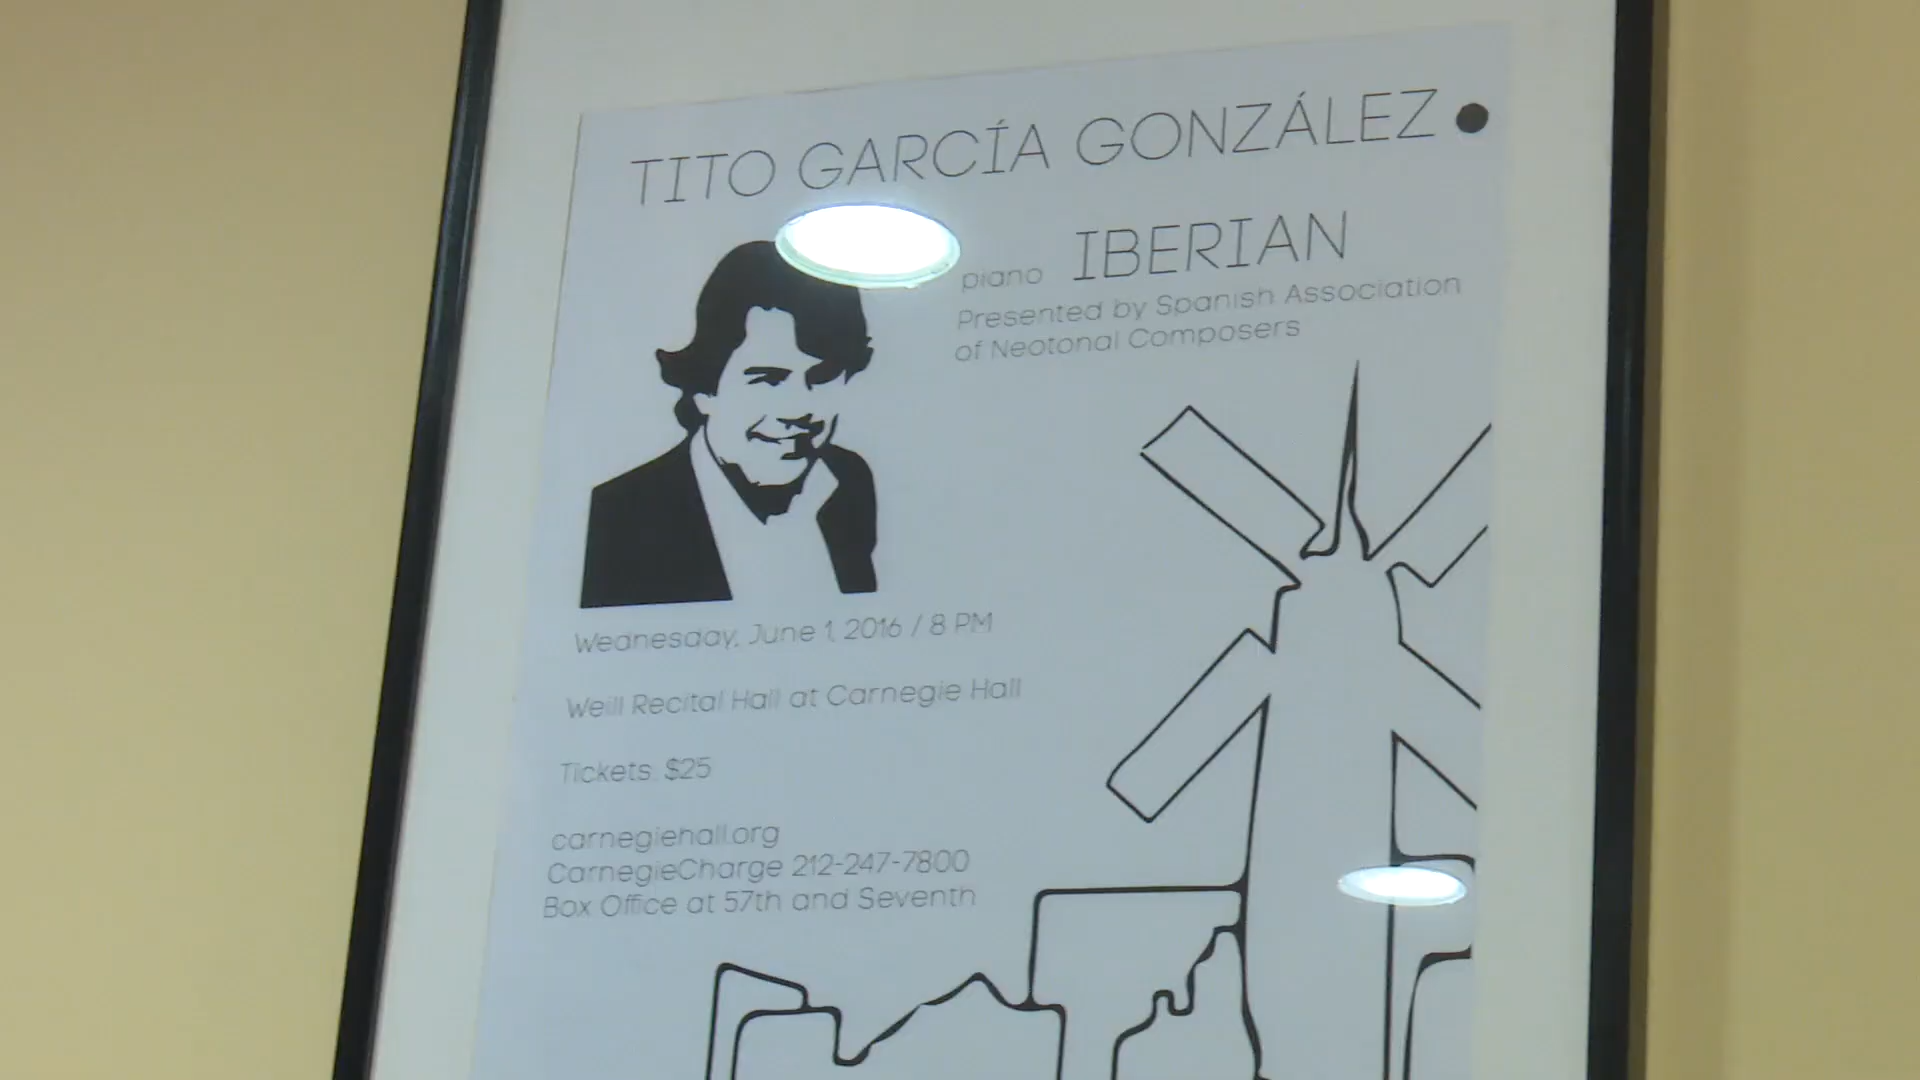 TITO GARCÍA GONZÁLEZ
piano IBERIAN
Presented by Spanish Association
of Neotonal Composers
Wednesday, June 1, 2016 / 8 PM
Weill Recital Hall at Carnegie Hall
Tickets: $25
carnegiehall.org
CarnegieCharge 212-247-7800
Box Office at 57th and Seventh